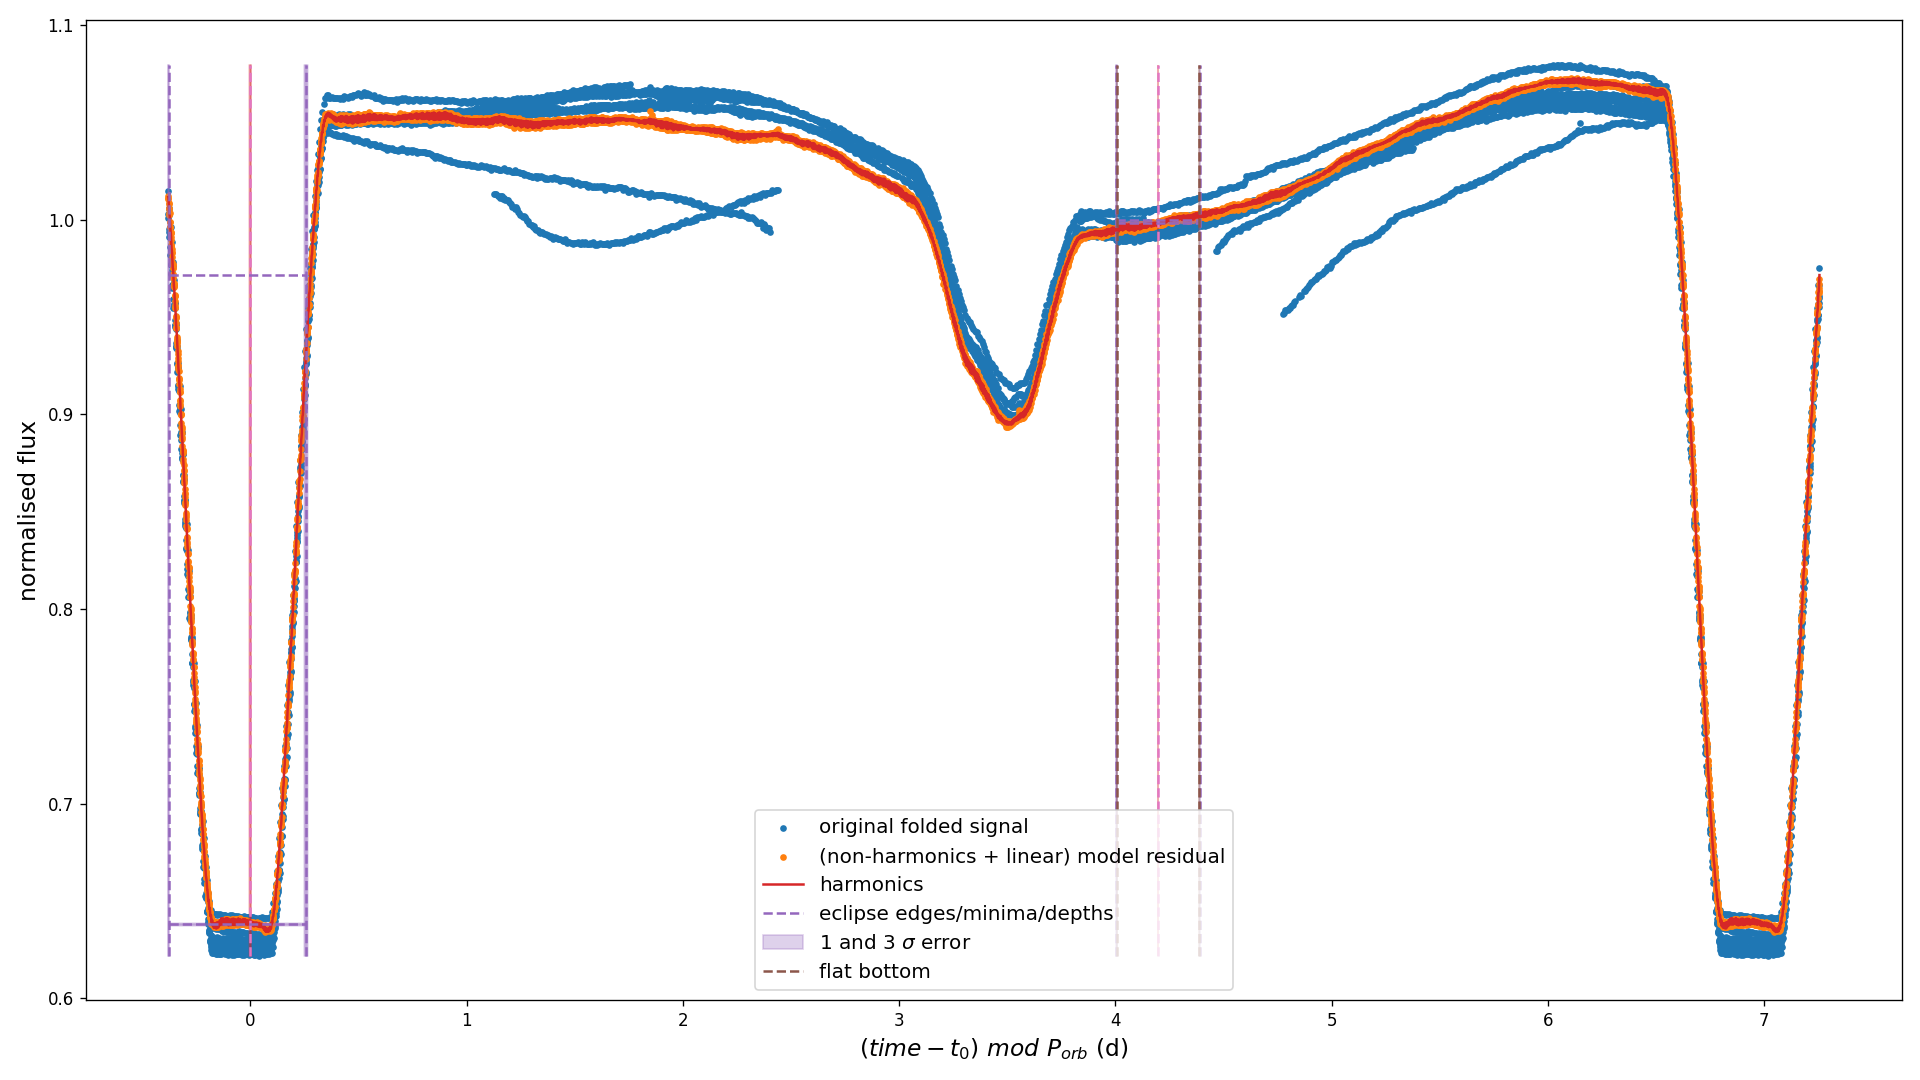 1.1
1.0
0.9
0.8
0.7
0.6
normalised flux
original folded signal
(non-harmonics + linear) model residual
harmonics
eclipse edges/minima/depths
1 and 3 σ error
flat bottom
0 1 2 3 4 5 6 7
(time − t₀) mod P_orb (d)